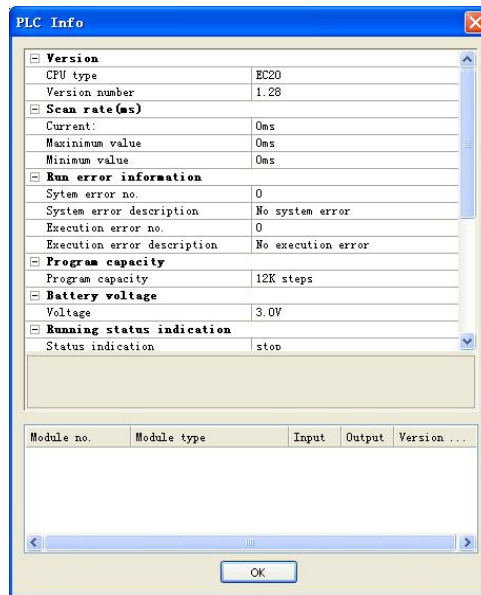 PLC Info
Version
CPU type EC20
Version number 1.28
Scan rate(ms)
Current: 0ms
Maxinimum value 0ms
Minimum value 0ms
Run error information
Sytem error no. 0
System error description No system error
Execution error no. 0
Execution error description No execution error
Program capacity
Program capacity 12K steps
Battery voltage
Voltage 3.0V
Running status indication
Status indication stop
Module no. Module type Input Output Version ...
OK